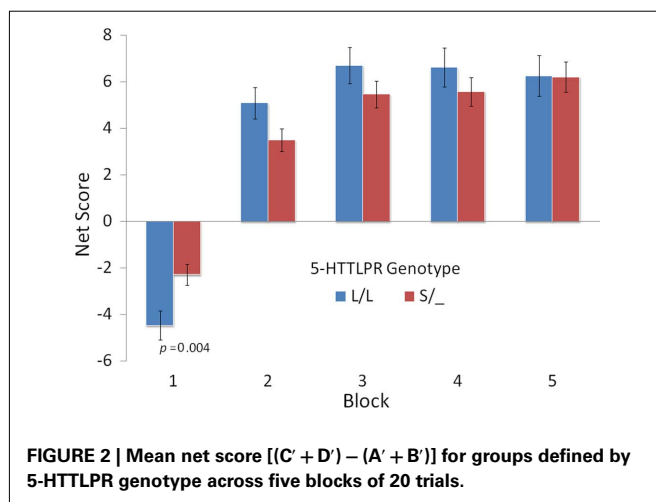 8
6
4
2
0
-2
-4
-6
Net Score
5-HTTLPR Genotype
L/L S/_
p=0.004
1 2 3 4 5
Block
FIGURE 2 | Mean net score [(C′ + D′) – (A′ + B′)] for groups defined by
5-HTTLPR genotype across five blocks of 20 trials.